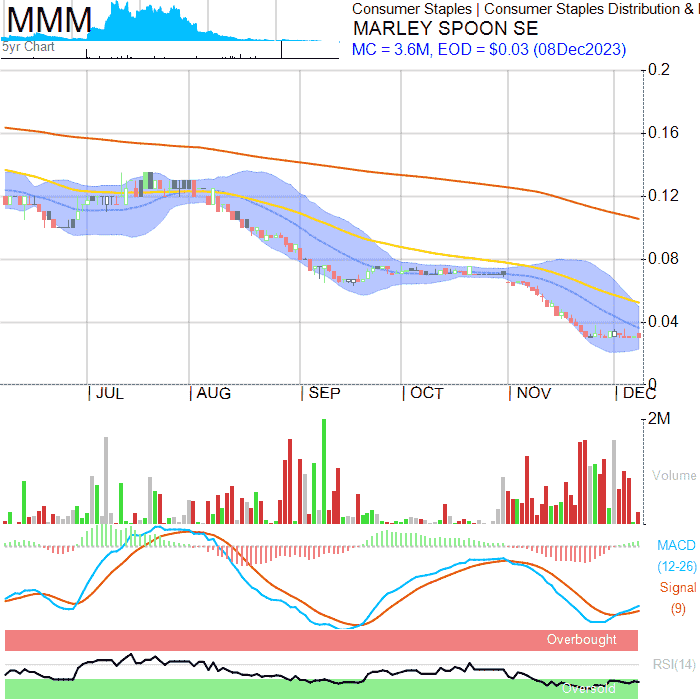 MMM
5yr Chart
Consumer Staples | Consumer Staples Distribution &
MARLEY SPOON SE
MC = 3.6M, EOD = $0.03 (08Dec2023)
0.2
0.16
0.12
0.08
0.04
0
JUL AUG SEP OCT NOV DEC
2M
Volume
MACD
(12-26)
Signal
(9)
Overbought
RSI(14)
Oversold